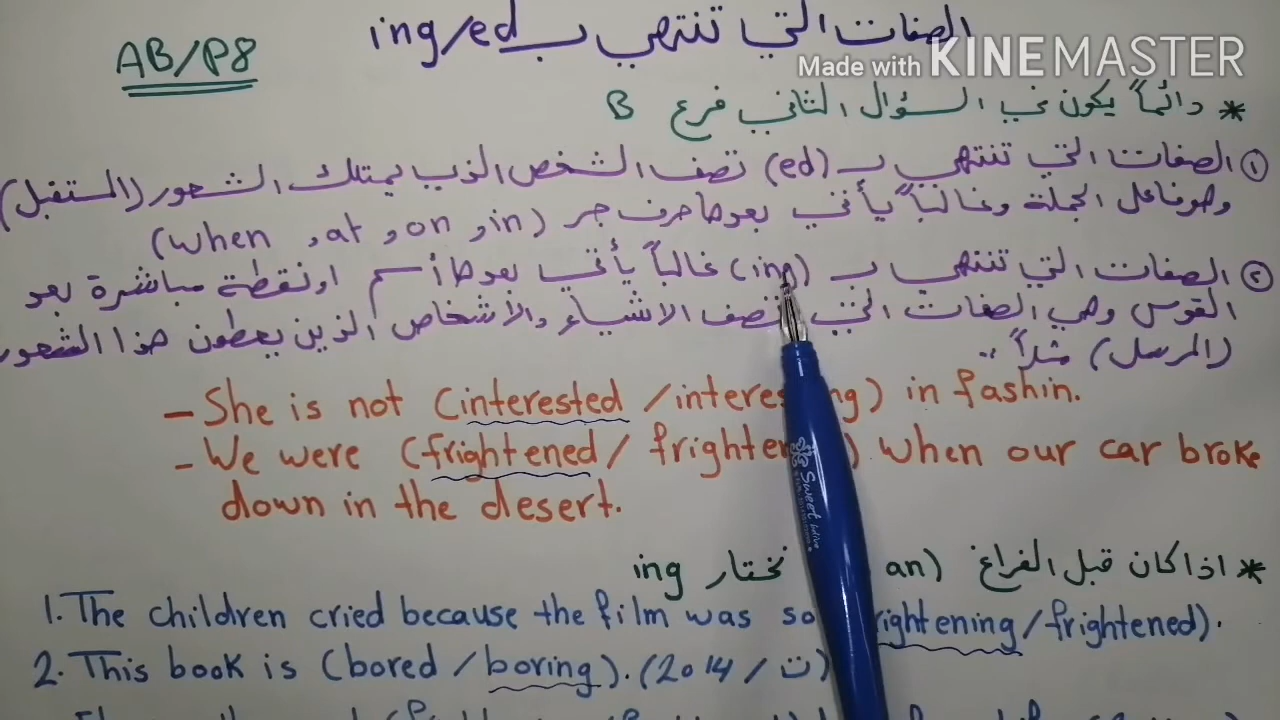 الصفات التي تنتهي بـ ing/ed
Made with KINEMASTER
AB/P8
* دائماً يكون في السؤال الثاني فرع B
① الصفات التي تنتهي بـ (ed) تصف الشخص الذي يمتلك الشعور (المستقبل)
وهو فاعل الجملة وغالباً يأتي بعدها حرف جر (in, on, at, when)
② الصفات التي تنتهي بـ (ing) غالباً يأتي بعدها أسم او نقطة مباشرة بعد
القوس وهي الصفات التي تصف الاشياء والأشخاص الذين يعطون هذا الشعور
(المرسل) مثلاً ..
- She is not (interested / interes g) in fashin.
- We were (frightened / frighten ) when our car broke
down in the desert.
* اذا كان قبل الفراغ (an نختار ing
1. The children cried because the film was so rightening / frightened).
2. This book is (bored / boring). (2014 / ت)
Sweet